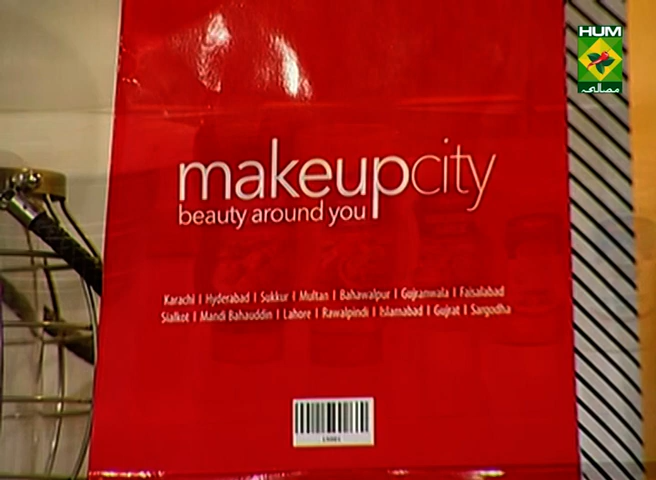 HUM
مصالحہ
makeupcity
beauty around you
Karachi | Hyderabad | Sukkur | Multan | Bahawalpur | Gujranwala | Faisalabad
Sialkot | Mandi Bahauddin | Lahore | Rawalpindi | Islamabad | Gujrat | Sargodha